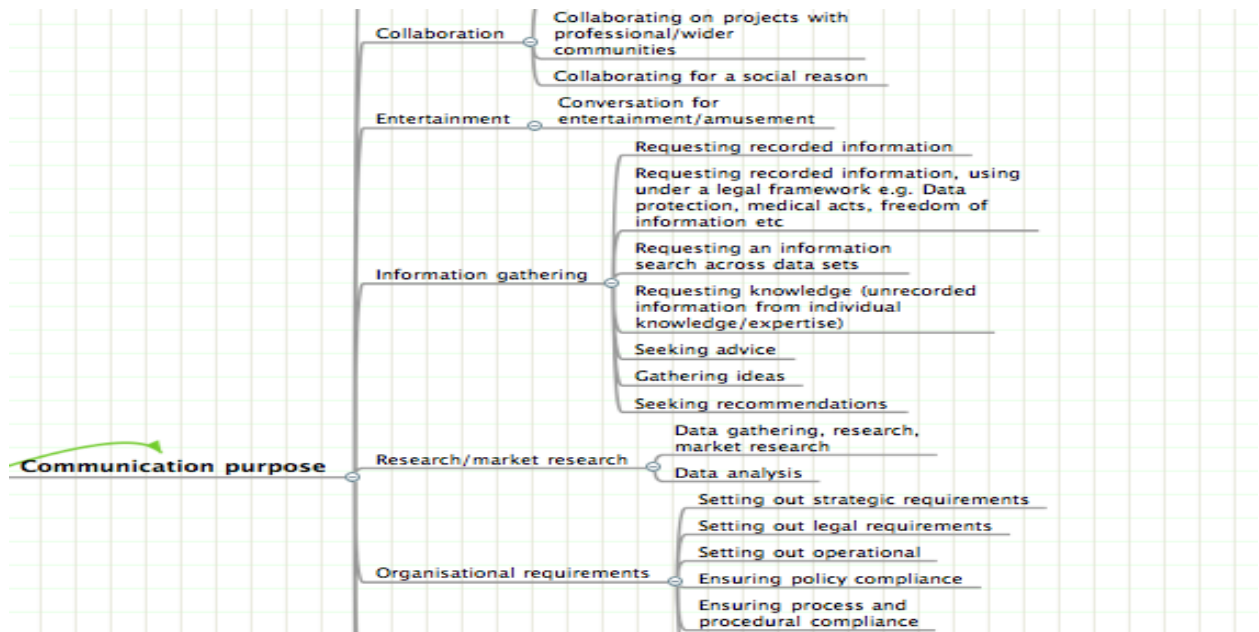 Collaboration
Collaborating on projects with
professional/wider
communities
Collaborating for a social reason
Entertainment
Conversation for
entertainment/amusement
Information gathering
Requesting recorded information
Requesting recorded information, using
under a legal framework e.g. Data
protection, medical acts, freedom of
information etc
Requesting an information
search across data sets
Requesting knowledge (unrecorded
information from individual
knowledge/expertise)
Seeking advice
Gathering ideas
Seeking recommendations
Communication purpose
Research/market research
Data gathering, research,
market research
Data analysis
Organisational requirements
Setting out strategic requirements
Setting out legal requirements
Setting out operational
Ensuring policy compliance
Ensuring process and
procedural compliance